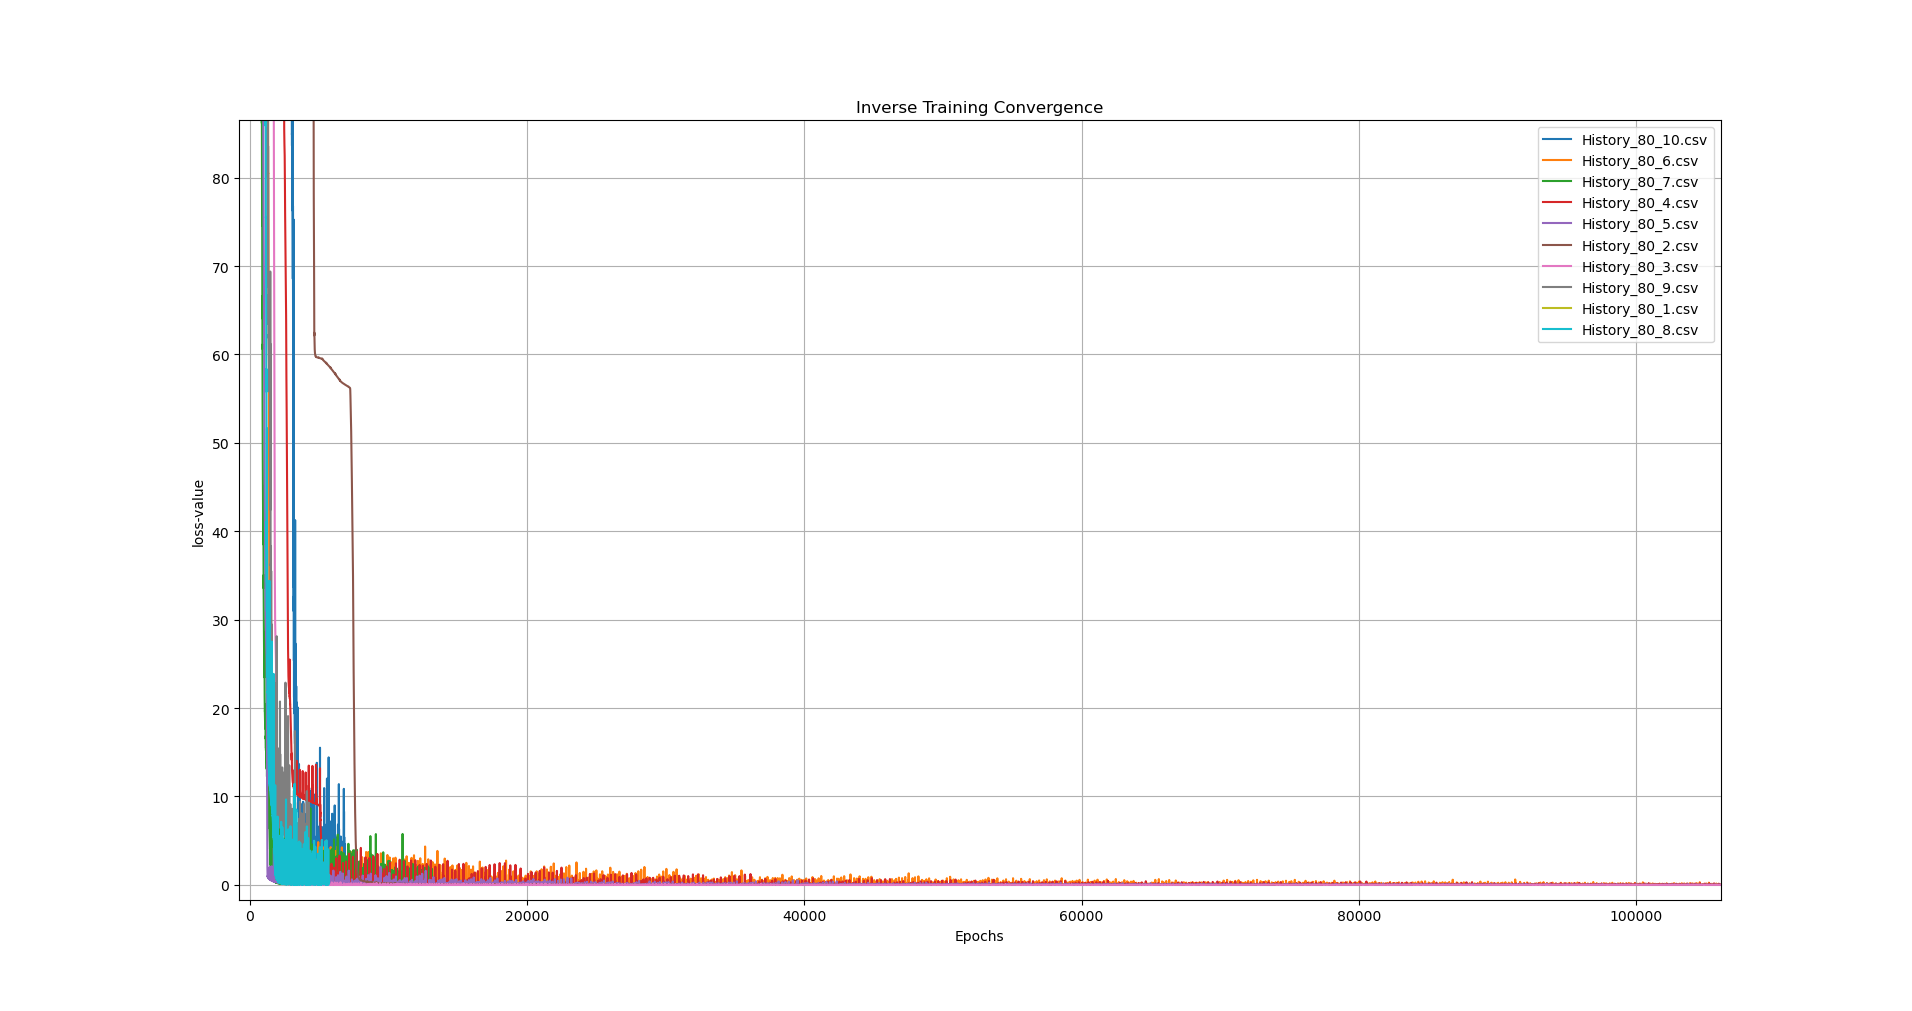 Inverse Training Convergence
History_80_10.csv
History_80_6.csv
History_80_7.csv
History_80_4.csv
History_80_5.csv
History_80_2.csv
History_80_3.csv
History_80_9.csv
History_80_1.csv
History_80_8.csv
80
70
60
50
40
30
20
10
0
loss-value
0 20000 40000 60000 80000 100000
Epochs